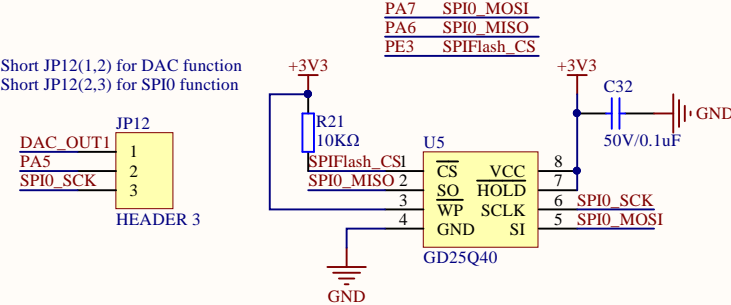 PA7 SPI0_MOSI
PA6 SPI0_MISO
PE3 SPIFlash_CS
Short JP12(1,2) for DAC function
Short JP12(2,3) for SPI0 function
+3V3
+3V3
C32
GND
50V/0.1uF
R21
10KΩ
JP12
DAC_OUT1 1
PA5 2
SPI0_SCK 3
HEADER 3
U5
SPIFlash_CS 1 CS VCC 8
SPI0_MISO 2 SO HOLD 7
3 WP SCLK 6 SPI0_SCK
4 GND SI 5 SPI0_MOSI
GD25Q40
GND